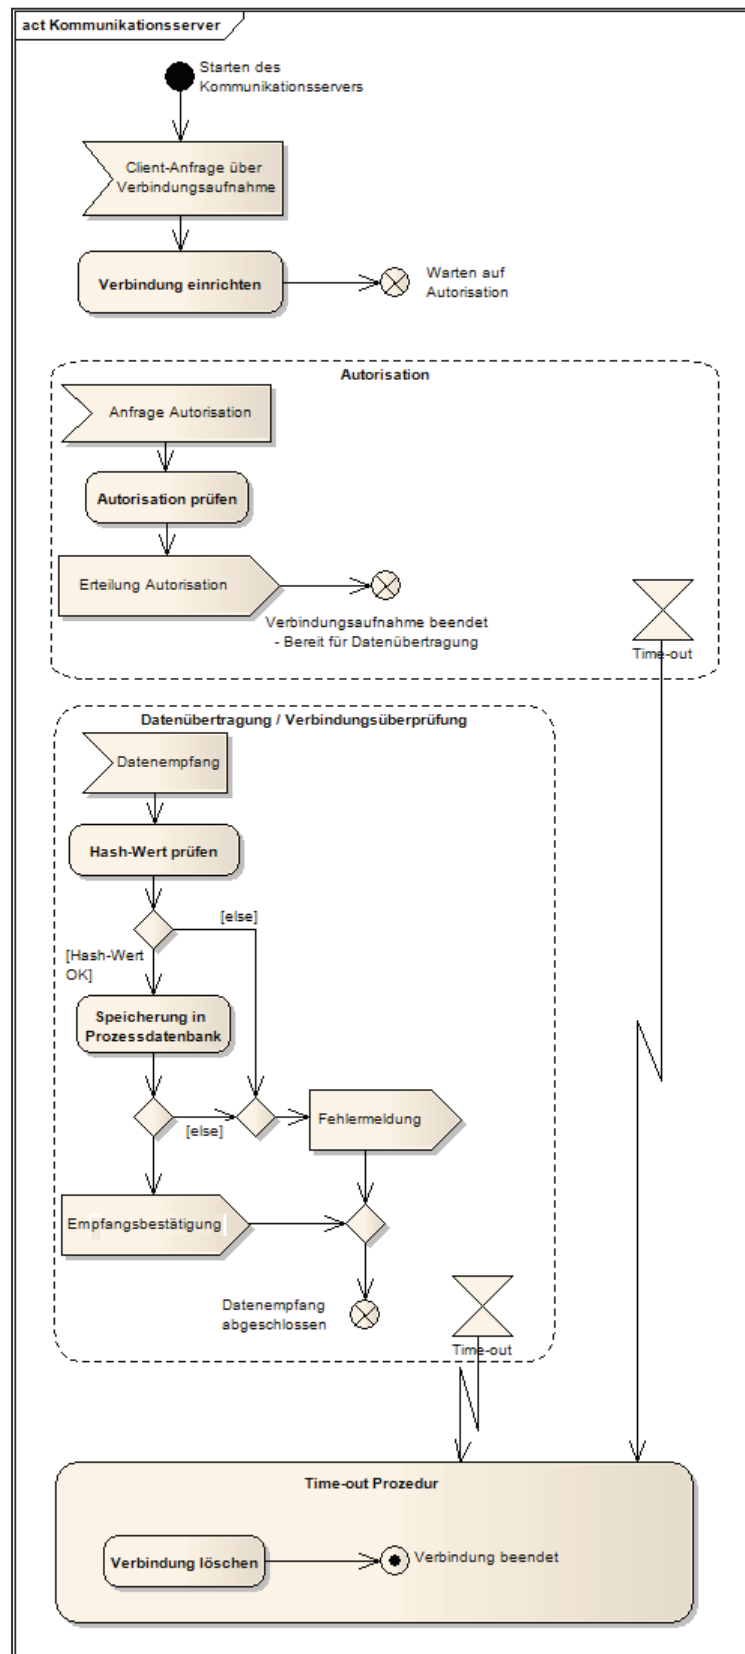 act Kommunikationsserver
Starten des
Kommunikationsservers
Client-Anfrage über
Verbindungsaufnahme
Verbindung einrichten
Warten auf
Autorisation
Autorisation
Anfrage Autorisation
Autorisation prüfen
Erteilung Autorisation
Verbindungsaufnahme beendet
- Bereit für Datenübertragung
Time-out
Datenübertragung / Verbindungsüberprüfung
Datenempfang
Hash-Wert prüfen
[else]
[Hash-Wert
OK]
Speicherung in
Prozessdatenbank
[else]
Fehlermeldung
Empfangsbestätigung
Datenempfang
abgeschlossen
Time-out
Time-out Prozedur
Verbindung löschen
Verbindung beendet